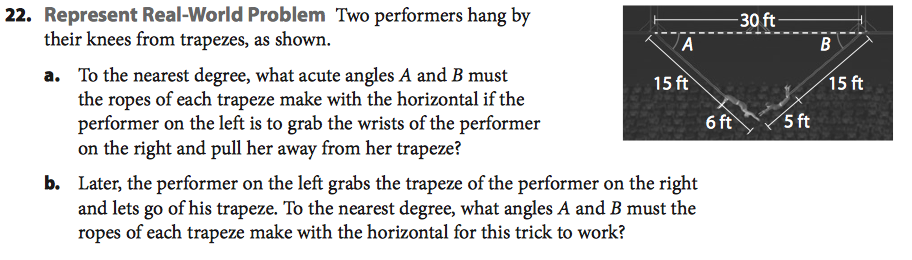 22. Represent Real-World Problem Two performers hang by
their knees from trapezes, as shown.
a. To the nearest degree, what acute angles A and B must
the ropes of each trapeze make with the horizontal if the
performer on the left is to grab the wrists of the performer
on the right and pull her away from her trapeze?
30 ft
A
B
15 ft
15 ft
6 ft
5 ft
b. Later, the performer on the left grabs the trapeze of the performer on the right
and lets go of his trapeze. To the nearest degree, what angles A and B must the
ropes of each trapeze make with the horizontal for this trick to work?